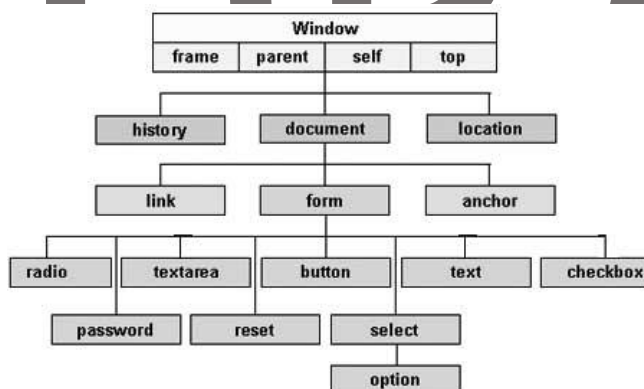 Window
frame parent self top
history document location
link form anchor
radio textarea button text checkbox
password reset select
option